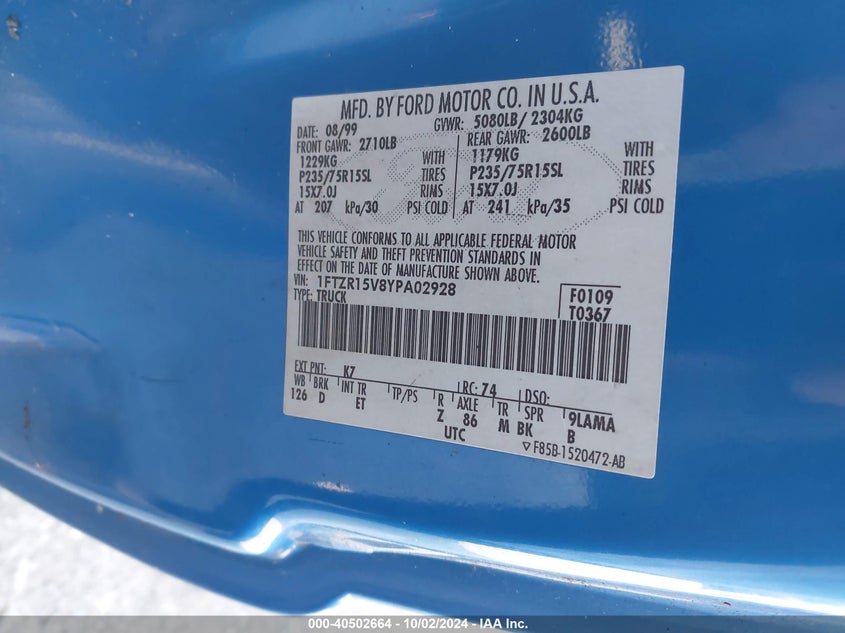 MFD. BY FORD MOTOR CO. IN U.S.A.
DATE: 08/99 GVWR: 5080LB/ 2304KG
FRONT GAWR: 2710LB REAR GAWR: 2600LB
1229KG WITH 1179KG WITH
P235/75R15SL TIRES P235/75R15SL TIRES
15X7.0J RIMS 15X7.0J RIMS
AT 207 kPa/30 PSI COLD AT 241 kPa/35 PSI COLD
THIS VEHICLE CONFORMS TO ALL APPLICABLE FEDERAL MOTOR
VEHICLE SAFETY AND THEFT PREVENTION STANDARDS IN
EFFECT ON THE DATE OF MANUFACTURE SHOWN ABOVE.
VIN: 1FTZR15V8YPA02928 F0109
TYPE: TRUCK T0367
EXT PNT: K7 RC: 74 DSO:
WB BRK INT TR TP/PS R AXLE TR SPR 9LAMA
126 D ET Z 86 M BK B
UTC ▽F85B-1520472-AB
000-40502664 - 10/02/2024 - IAAI.com